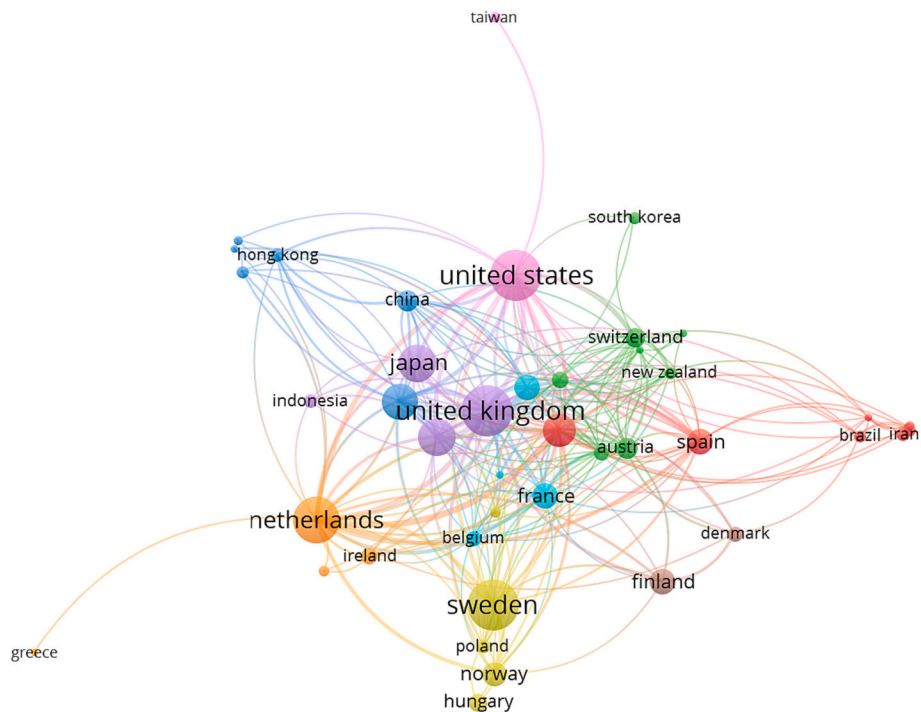 taiwan
south korea
hong kong
united states
china
switzerland
japan
new zealand
indonesia
united kingdom
brazil
iran
spain
austria
france
netherlands
belgium
denmark
ireland
finland
sweden
poland
greece
norway
hungary